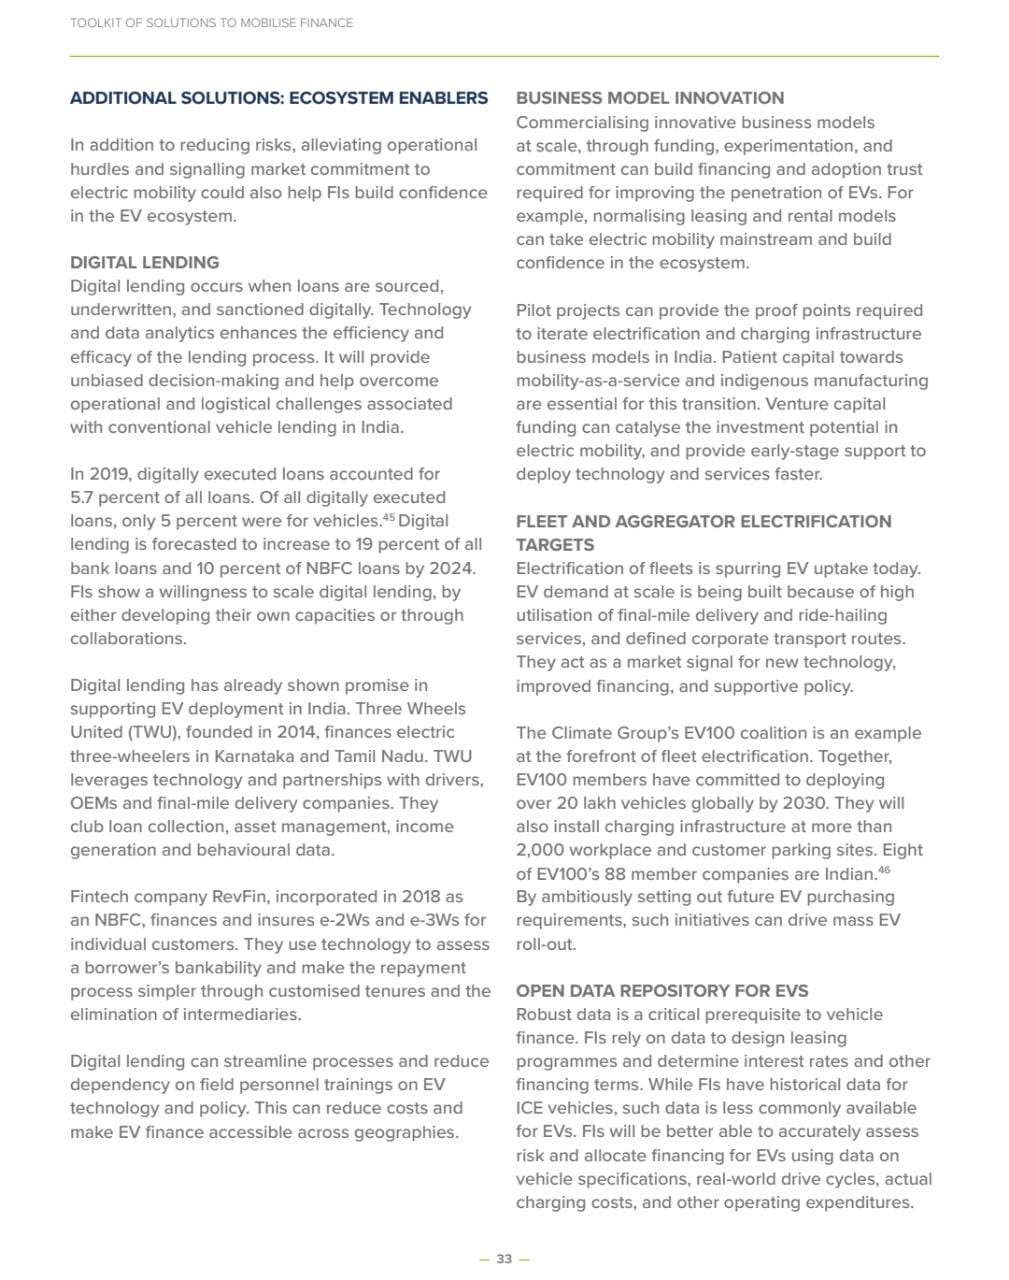 TOOLKIT OF SOLUTIONS TO MOBILISE FINANCE
ADDITIONAL SOLUTIONS: ECOSYSTEM ENABLERS
In addition to reducing risks, alleviating operational
hurdles and signalling market commitment to
electric mobility could also help FIs build confidence
in the EV ecosystem.
DIGITAL LENDING
Digital lending occurs when loans are sourced,
underwritten, and sanctioned digitally. Technology
and data analytics enhances the efficiency and
efficacy of the lending process. It will provide
unbiased decision-making and help overcome
operational and logistical challenges associated
with conventional vehicle lending in India.
In 2019, digitally executed loans accounted for
5.7 percent of all loans. Of all digitally executed
loans, only 5 percent were for vehicles.⁴⁵ Digital
lending is forecasted to increase to 19 percent of all
bank loans and 10 percent of NBFC loans by 2024.
FIs show a willingness to scale digital lending, by
either developing their own capacities or through
collaborations.
Digital lending has already shown promise in
supporting EV deployment in India. Three Wheels
United (TWU), founded in 2014, finances electric
three-wheelers in Karnataka and Tamil Nadu. TWU
leverages technology and partnerships with drivers,
OEMs and final-mile delivery companies. They
club loan collection, asset management, income
generation and behavioural data.
Fintech company RevFin, incorporated in 2018 as
an NBFC, finances and insures e-2Ws and e-3Ws for
individual customers. They use technology to assess
a borrower’s bankability and make the repayment
process simpler through customised tenures and the
elimination of intermediaries.
Digital lending can streamline processes and reduce
dependency on field personnel trainings on EV
technology and policy. This can reduce costs and
make EV finance accessible across geographies.
BUSINESS MODEL INNOVATION
Commercialising innovative business models
at scale, through funding, experimentation, and
commitment can build financing and adoption trust
required for improving the penetration of EVs. For
example, normalising leasing and rental models
can take electric mobility mainstream and build
confidence in the ecosystem.
Pilot projects can provide the proof points required
to iterate electrification and charging infrastructure
business models in India. Patient capital towards
mobility-as-a-service and indigenous manufacturing
are essential for this transition. Venture capital
funding can catalyse the investment potential in
electric mobility, and provide early-stage support to
deploy technology and services faster.
FLEET AND AGGREGATOR ELECTRIFICATION
TARGETS
Electrification of fleets is spurring EV uptake today.
EV demand at scale is being built because of high
utilisation of final-mile delivery and ride-hailing
services, and defined corporate transport routes.
They act as a market signal for new technology,
improved financing, and supportive policy.
The Climate Group’s EV100 coalition is an example
at the forefront of fleet electrification. Together,
EV100 members have committed to deploying
over 20 lakh vehicles globally by 2030. They will
also install charging infrastructure at more than
2,000 workplace and customer parking sites. Eight
of EV100’s 88 member companies are Indian.⁴⁶
By ambitiously setting out future EV purchasing
requirements, such initiatives can drive mass EV
roll-out.
OPEN DATA REPOSITORY FOR EVS
Robust data is a critical prerequisite to vehicle
finance. FIs rely on data to design leasing
programmes and determine interest rates and other
financing terms. While FIs have historical data for
ICE vehicles, such data is less commonly available
for EVs. FIs will be better able to accurately assess
risk and allocate financing for EVs using data on
vehicle specifications, real-world drive cycles, actual
charging costs, and other operating expenditures.
— 33 —